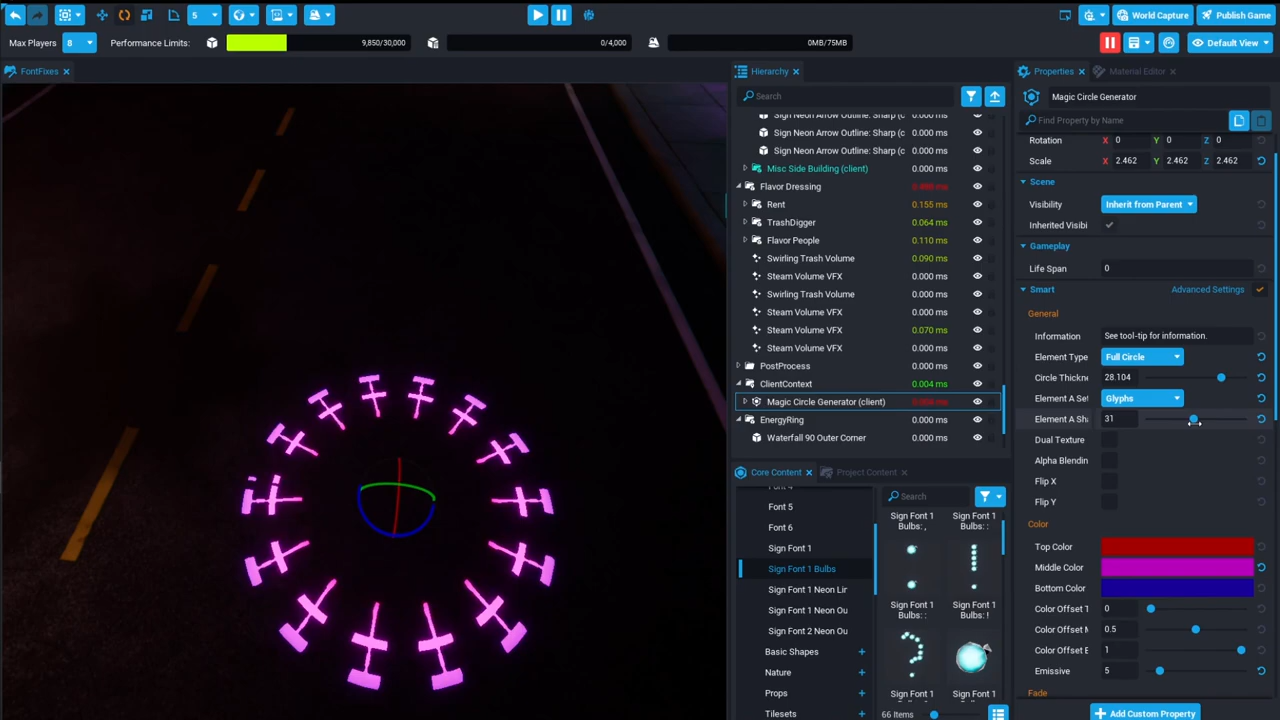 5
World Capture
Publish Game
Max Players
8
Performance Limits:
9,850/30,000
0/4,000
0MB/75MB
Default View
FontFixes
Hierarchy
Properties
Material Editor
Search
Magic Circle Generator
Find Property by Name
Sign Neon Arrow Outline: Sharp (c
0.000 ms
Sign Neon Arrow Outline: Sharp (c
0.000 ms
Sign Neon Arrow Outline: Sharp (c
0.000 ms
Misc Side Building (client)
0.000 ms
Flavor Dressing
Rent
0.155 ms
TrashDigger
0.064 ms
Flavor People
0.110 ms
Swirling Trash Volume
0.090 ms
Steam Volume VFX
0.000 ms
Swirling Trash Volume
0.000 ms
Steam Volume VFX
0.000 ms
Steam Volume VFX
0.070 ms
Steam Volume VFX
0.000 ms
PostProcess
0.000 ms
ClientContext
0.004 ms
Magic Circle Generator (client)
EnergyRing
0.000 ms
Waterfall 90 Outer Corner
0.000 ms
Rotation
X 0 Y 0 Z 0
Scale
X 2.462 Y 2.462 Z 2.462
Scene
Visibility
Inherit from Parent
Inherited Visibi
Gameplay
Life Span
0
Smart
Advanced Settings
General
Information
See tool-tip for information.
Element Type
Full Circle
Circle Thickne
28.104
Element A Set
Glyphs
Element A Sha
31
Dual Texture
Alpha Blendin
Flip X
Flip Y
Color
Top Color
Middle Color
Bottom Color
Color Offset T
0
Color Offset M
0.5
Color Offset E
1
Emissive
5
Fade
Add Custom Property
Core Content
Project Content
Font 4
Font 5
Font 6
Sign Font 1
Sign Font 1 Bulbs
Sign Font 1 Neon Lir
Sign Font 1 Neon Ou
Sign Font 2 Neon Ou
Basic Shapes
Nature
Props
Tilesets
Search
Sign Font 1
Bulbs: ,
Sign Font 1
Bulbs: :
Sign Font 1
Bulbs: :
Sign Font 1
Bulbs: !
Sign Font 1
Sign Font 1
66 Items